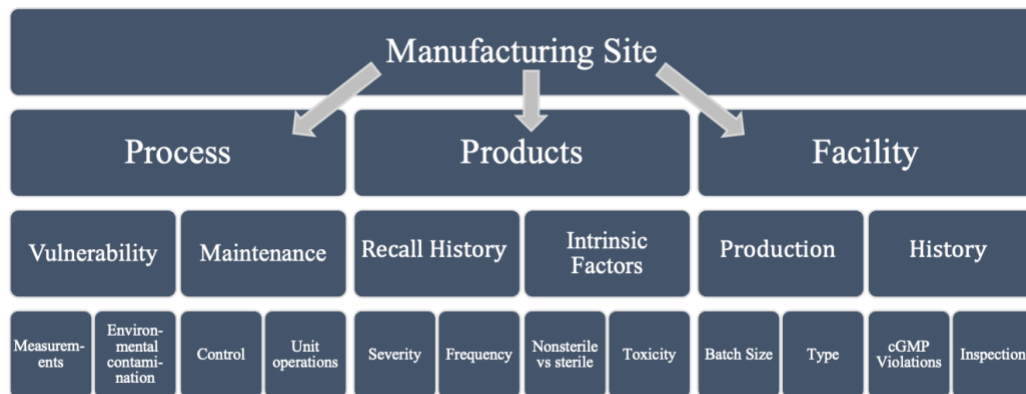 Manufacturing Site
Process
Products
Facility
Vulnerability
Maintenance
Recall History
Intrinsic
Factors
Production
History
Measurem-
ents
Environ-
mental
contami-
nation
Control
Unit
operations
Severity
Frequency
Nonsterile
vs sterile
Toxicity
Batch Size
Type
cGMP
Violations
Inspection